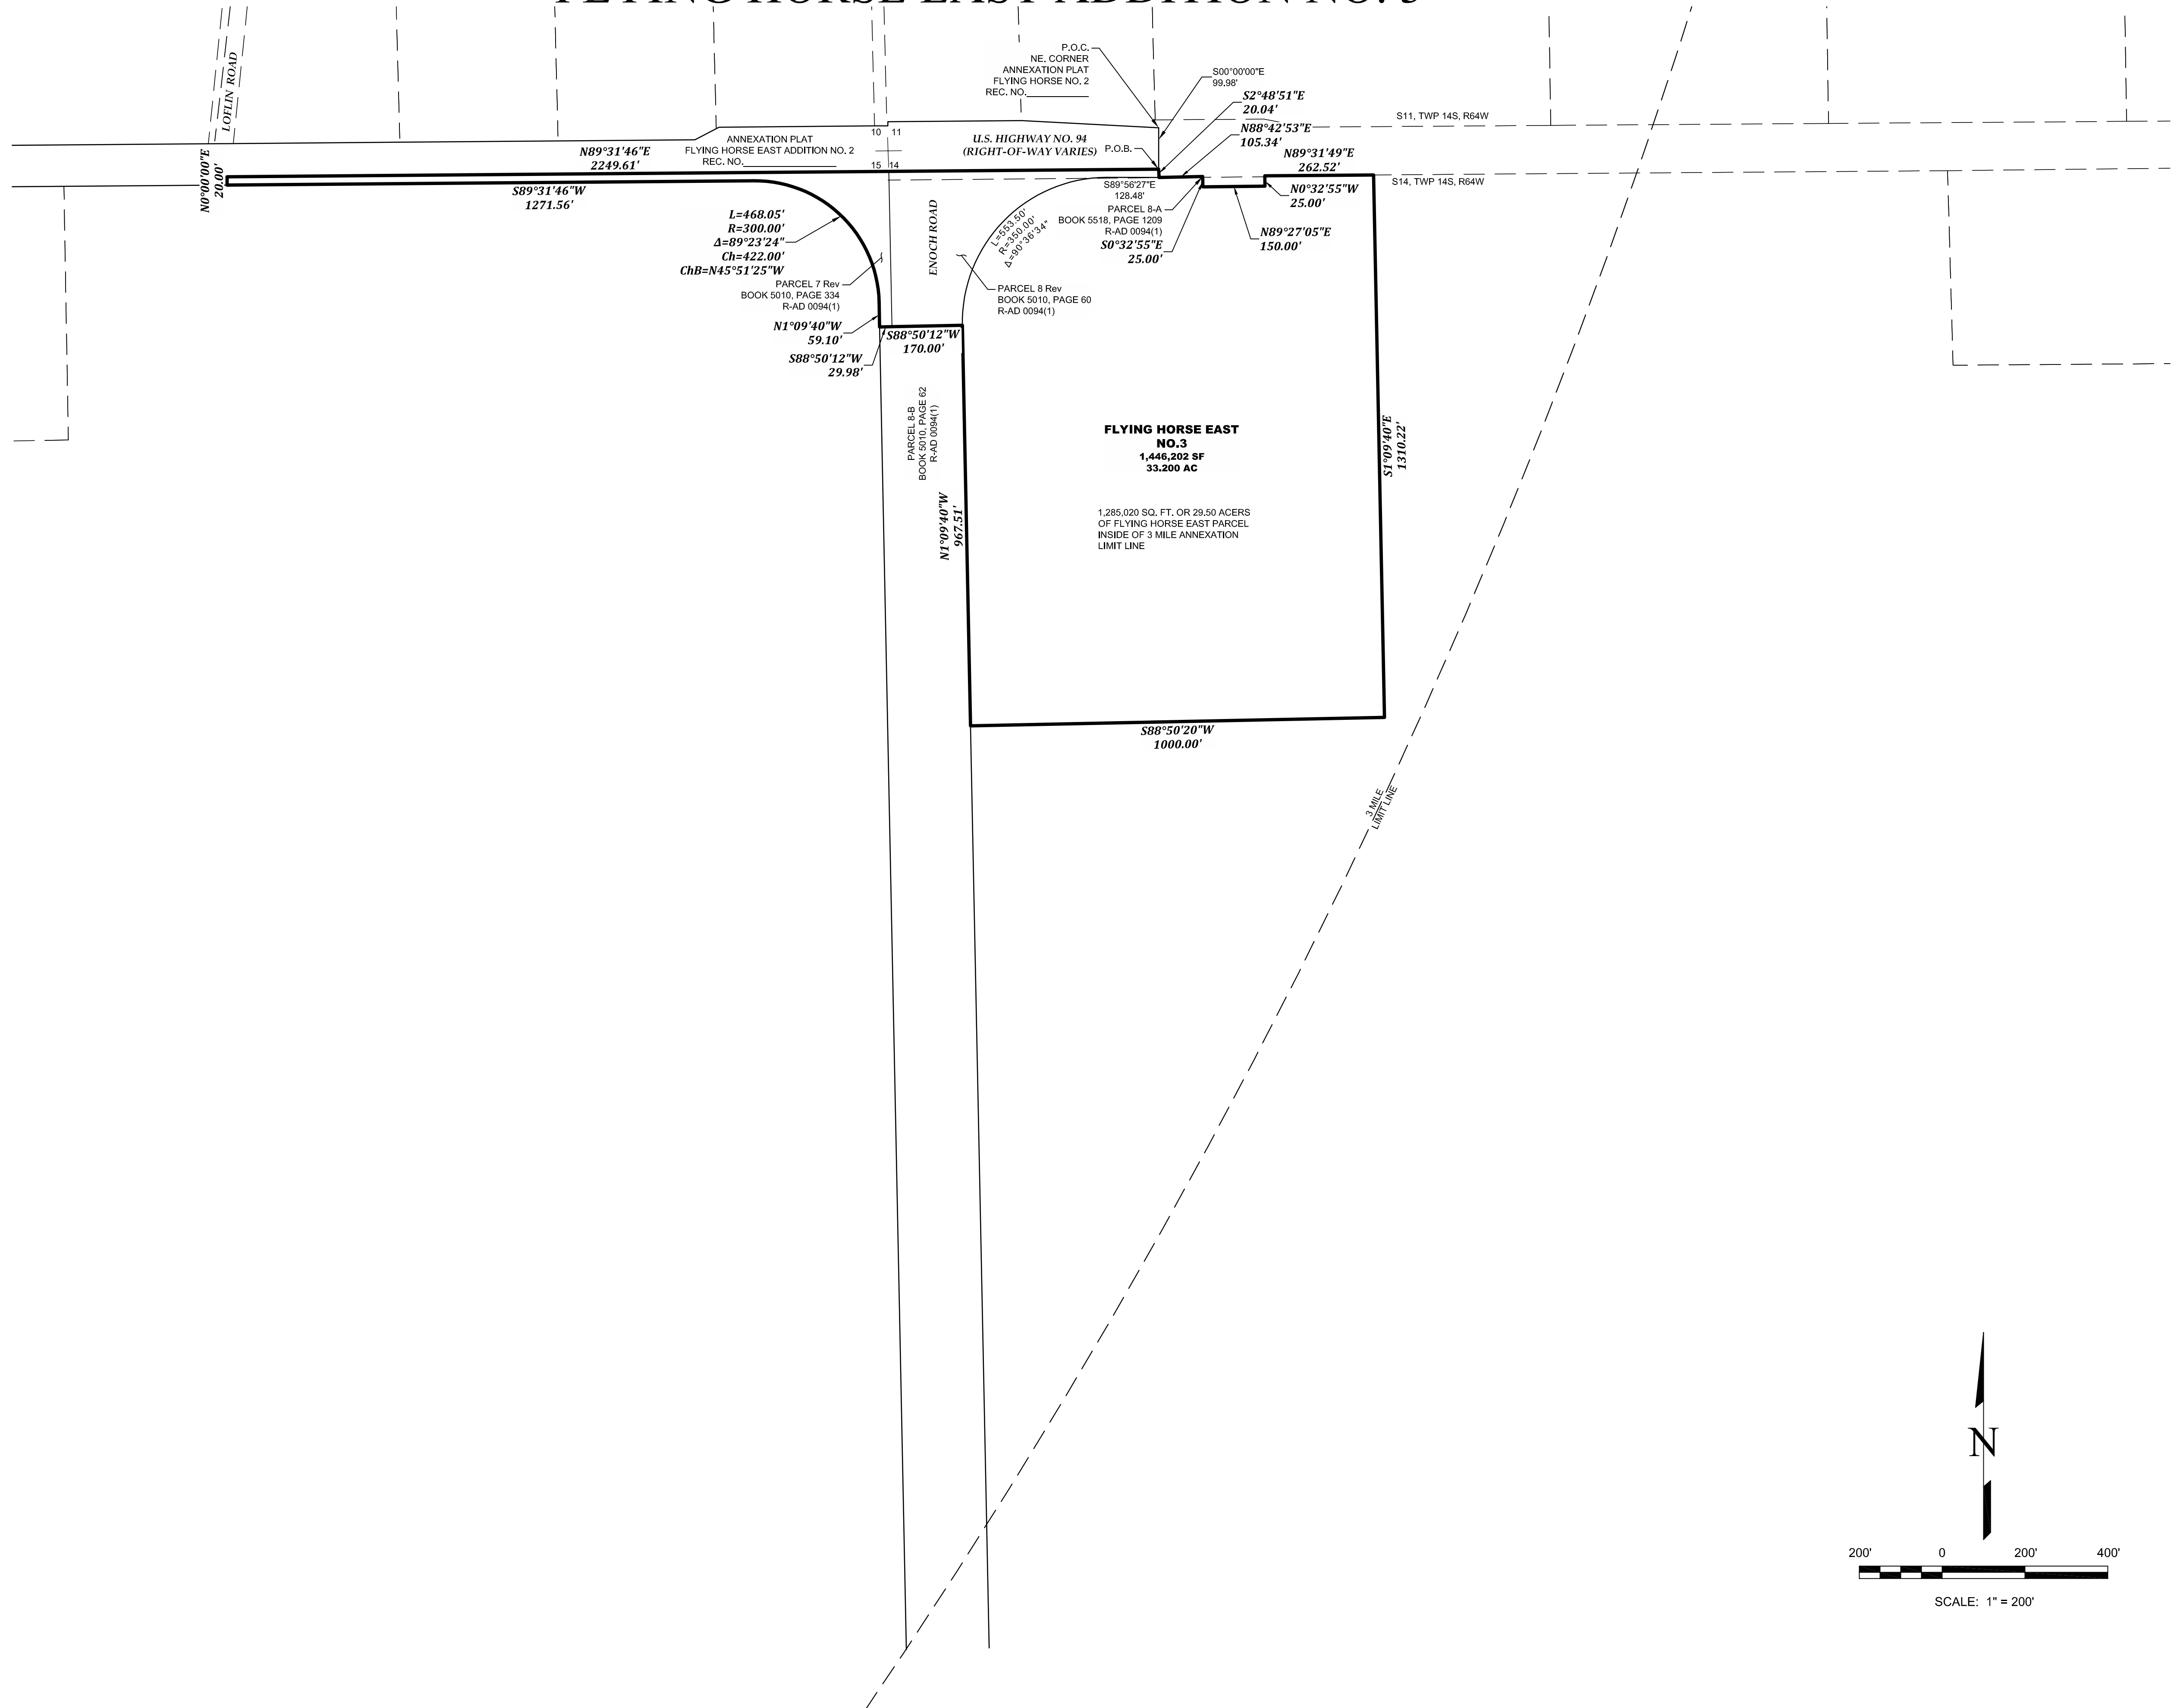 FLYING HORSE EAST ADDITION NO. 3
LOFLIN ROAD
P.O.C.
NE. CORNER
ANNEXATION PLAT
FLYING HORSE NO. 2
REC. NO.
S00°00'00"E
99.98'
S2°48'51"E
20.04'
N88°42'53"E
105.34'
S11, TWP 14S, R64W
N89°31'49"E
262.52'
S14, TWP 14S, R64W
10 11
15 14
ANNEXATION PLAT
FLYING HORSE EAST ADDITION NO. 2
REC. NO.
U.S. HIGHWAY NO. 94
(RIGHT-OF-WAY VARIES)
P.O.B.
N89°31'46"E
2249.61'
N0°00'00"E
20.00'
S89°31'46"W
1271.56'
L=468.05'
R=300.00'
Δ=89°23'24"
Ch=422.00'
ChB=N45°51'25"W
PARCEL 7 Rev
BOOK 5010, PAGE 334
R-AD 0094(1)
N1°09'40"W
59.10'
S88°50'12"W
29.98'
ENOCH ROAD
S88°50'12"W
170.00'
L=553.50'
R=350.00'
Δ=90°36'34"
PARCEL 8 Rev
BOOK 5010, PAGE 60
R-AD 0094(1)
S89°56'27"E
128.48'
PARCEL 8-A
BOOK 5518, PAGE 1209
R-AD 0094(1)
S0°32'55"E
25.00'
N0°32'55"W
25.00'
N89°27'05"E
150.00'
PARCEL 8-B
BOOK 5010, PAGE 62
R-AD 0094(1)
N1°09'40"W
967.51'
FLYING HORSE EAST
NO.3
1,446,202 SF
33.200 AC
1,285,020 SQ. FT. OR 29.50 ACERS
OF FLYING HORSE EAST PARCEL
INSIDE OF 3 MILE ANNEXATION
LIMIT LINE
S1°09'40"E
1310.22'
S88°50'20"W
1000.00'
3 MILE
LIMIT LINE
N
200' 0 200' 400'
SCALE: 1" = 200'